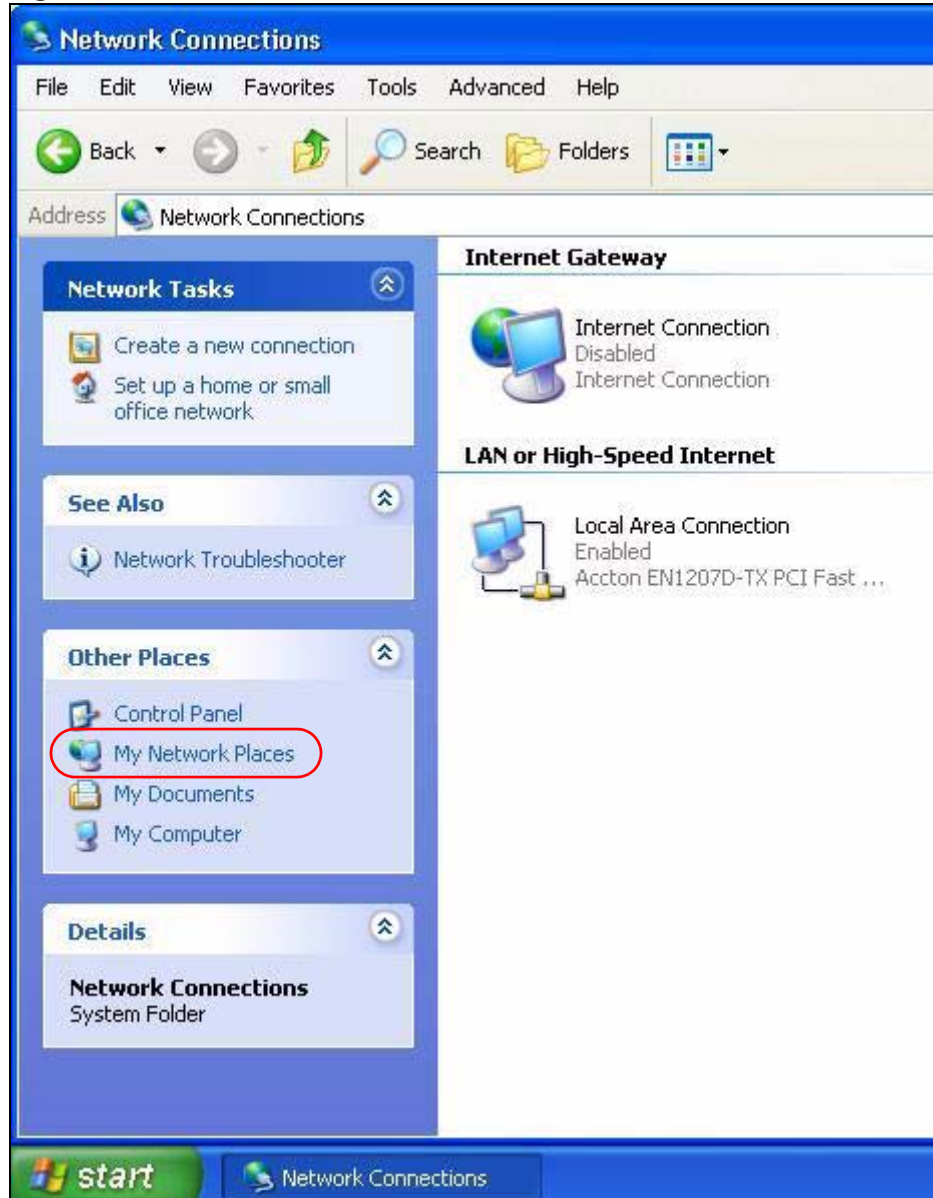 Network Connections
File Edit View Favorites Tools Advanced Help
Back Search Folders
Address Network Connections
Network Tasks
Create a new connection
Set up a home or small
office network
See Also
Network Troubleshooter
Other Places
Control Panel
My Network Places
My Documents
My Computer
Details
Network Connections
System Folder
Internet Gateway
Internet Connection
Disabled
Internet Connection
LAN or High-Speed Internet
Local Area Connection
Enabled
Accton EN1207D-TX PCI Fast ...
start Network Connections